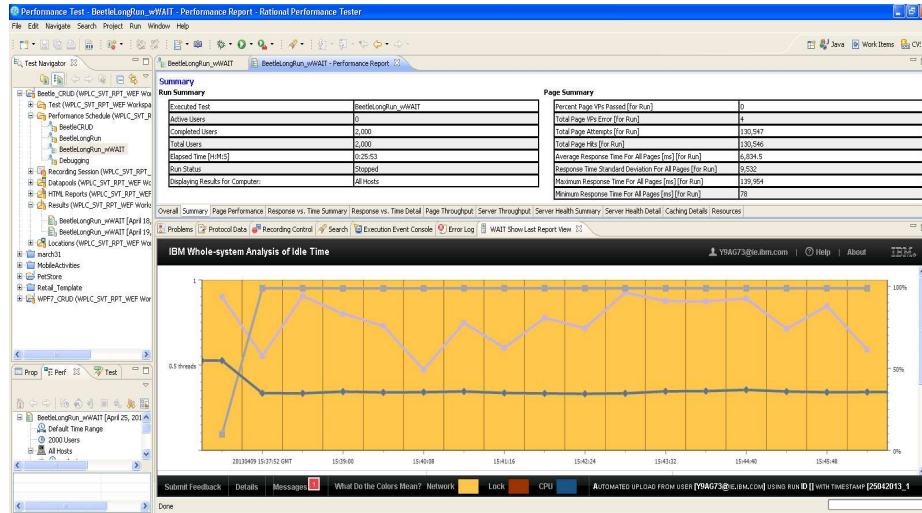 Performance Test - BeetleLongRun_wWAIT - Performance Report - Rational Performance Tester
File Edit Navigate Search Project Run Window Help
Java Work Items CVS
Test Navigator
Beetle_CRUD (WPLC_SVT_RPT_WEF Wor
Test (WPLC_SVT_RPT_WEF Workspa
Performance Schedule (WPLC_SVT_R
BeetleCRUD
BeetleLongRun
BeetleLongRun_wWAIT
Debugging
Recording Session (WPLC_SVT_RPT_
Datapools (WPLC_SVT_RPT_WEF Wo
HTML Reports (WPLC_SVT_RPT_WEF
Results (WPLC_SVT_RPT_WEF Works
BeetleLongRun_wWAIT [April 18,
BeetleLongRun_wWAIT [April 19,
Locations (WPLC_SVT_RPT_WEF Wor
march31
MobileActivities
PetStore
Retail_Template
WPF7_CRUD (WPLC_SVT_RPT_WEF Wor
Prop Perf Test
BeetleLongRun_wWAIT [April 25, 201
Default Time Range
2000 Users
All Hosts
BeetleLongRun_wWAIT BeetleLongRun_wWAIT - Performance Report
Summary
Run Summary
Executed Test BeetleLongRun_wWAIT
Active Users 0
Completed Users 2,000
Total Users 2,000
Elapsed Time [H:M:S] 0:25:53
Run Status Stopped
Displaying Results for Computer: All Hosts
Page Summary
Percent Page VPs Passed [for Run] 0
Total Page VPs Error [for Run] 4
Total Page Attempts [for Run] 130,547
Total Page Hits [for Run] 130,546
Average Response Time For All Pages [ms] [for Run] 6,834.5
Response Time Standard Deviation For All Pages [ms] [for Run] 9,532
Maximum Response Time For All Pages [ms] [for Run] 139,954
Minimum Response Time For All Pages [ms] [for Run] 78
Overall Summary Page Performance Response vs. Time Summary Response vs. Time Detail Page Throughput Server Throughput Server Health Summary Server Health Detail Caching Details Resources
Problems Protocol Data Recording Control Search Execution Event Console Error Log WAIT Show Last Report View
IBM Whole-system Analysis of Idle Time
Y9AG73@ie.ibm.com | Help | About IBM
1
0.5 threads
100%
50%
0%
20130409 15:37:52 GMT 15:39:00 15:40:08 15:41:16 15:42:24 15:43:32 15:44:40 15:45:48
Submit Feedback Details Messages 1 What Do the Colors Mean? Network Lock CPU AUTOMATED UPLOAD FROM USER [Y9AG73@IE.IBM.COM] USING RUN ID [] WITH TIMESTAMP [25042013_1
Done